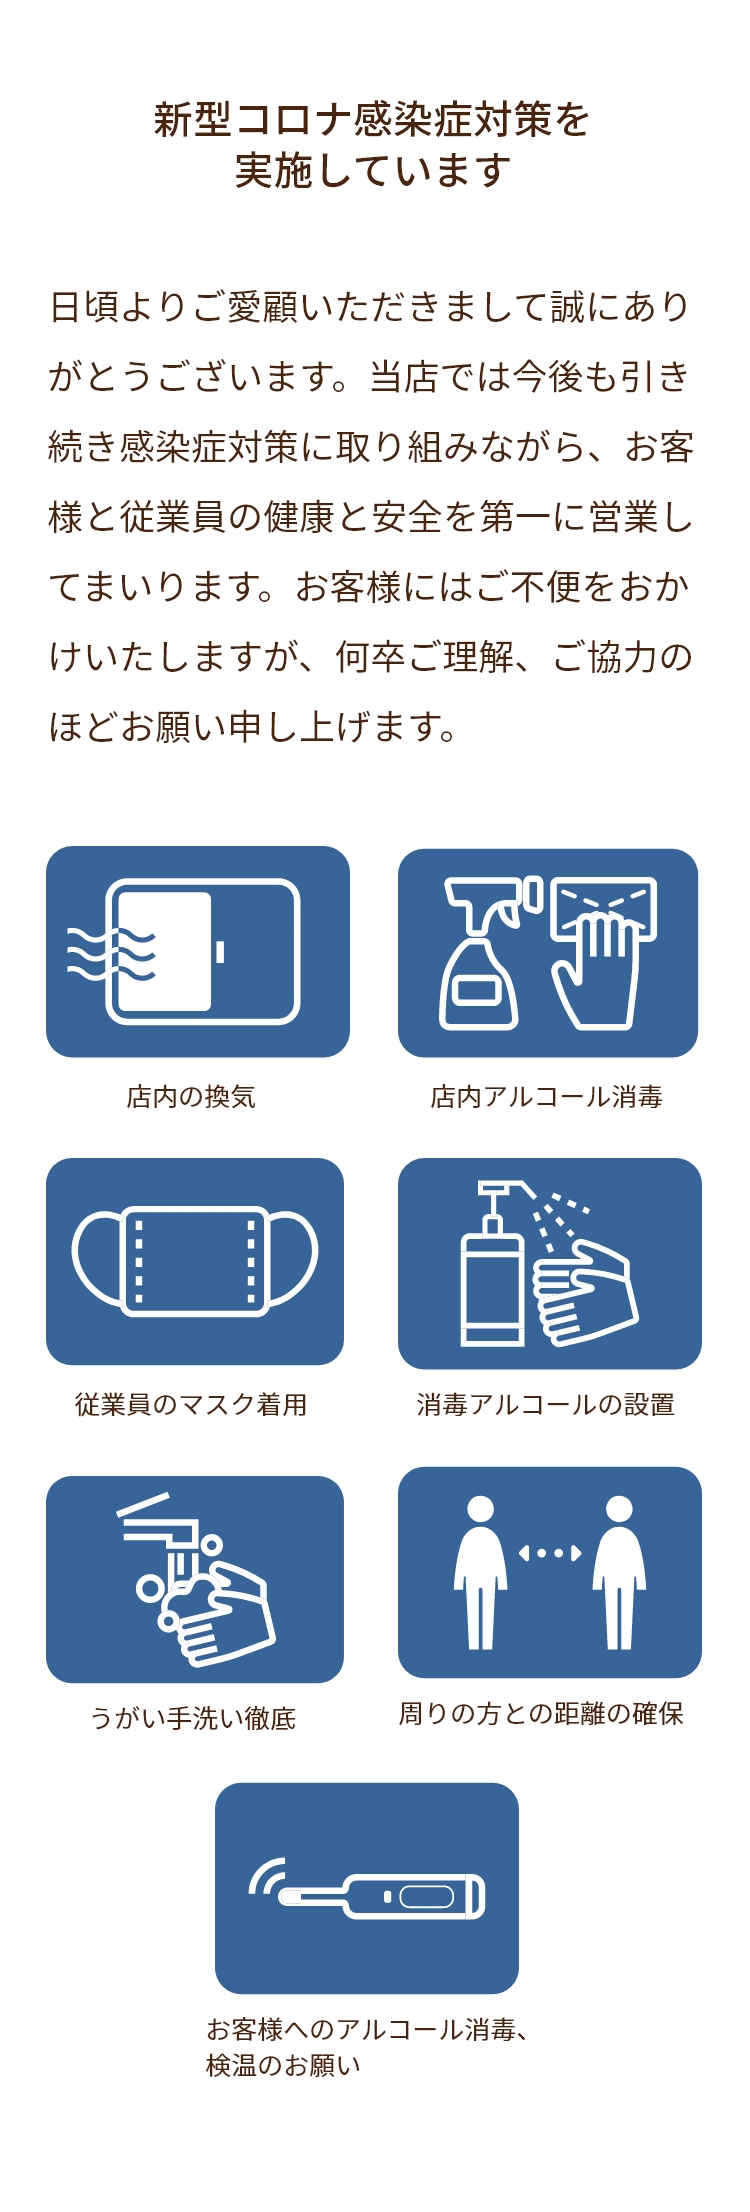 新型コロナ感染症対策を
実施しています
日頃よりご愛顧いただきまして誠にあり
がとうございます。当店では今後も引き
続き感染症対策に取り組みながら、お客
様と従業員の健康と安全を第一に営業し
てまいります。お客様にはご不便をおか
けいたしますが、何卒ご理解、ご協力の
ほどお願い申し上げます。
店内の換気
店内アルコール消毒
従業員のマスク着用
消毒アルコールの設置
うがい手洗い徹底
周りの方との距離の確保
お客様へのアルコール消毒、
検温のお願い